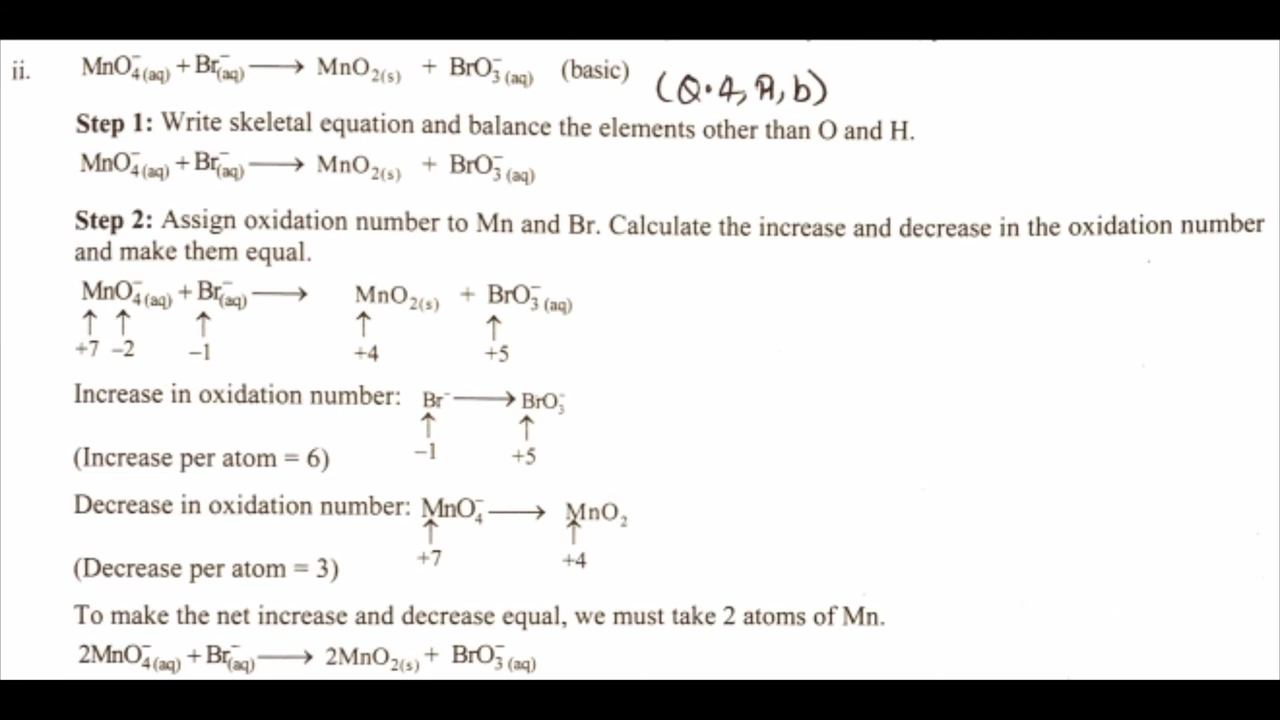 ii. MnO₄⁻(aq) + Br⁻(aq) ⟶ MnO₂(s) + BrO₃⁻(aq) (basic) (Q.4, A, b)
Step 1: Write skeletal equation and balance the elements other than O and H.
MnO₄⁻(aq) + Br⁻(aq) ⟶ MnO₂(s) + BrO₃⁻(aq)
Step 2: Assign oxidation number to Mn and Br. Calculate the increase and decrease in the oxidation number
and make them equal.
MnO₄⁻(aq) + Br⁻(aq) ⟶ MnO₂(s) + BrO₃⁻(aq)
↑ ↑ ↑ ↑ ↑
+7 –2 –1 +4 +5
Increase in oxidation number: Br⁻ ⟶ BrO₃⁻
↑ ↑
(Increase per atom = 6) –1 +5
Decrease in oxidation number: MnO₄⁻ ⟶ MnO₂
↑ ↑
(Decrease per atom = 3) +7 +4
To make the net increase and decrease equal, we must take 2 atoms of Mn.
2MnO₄⁻(aq) + Br⁻(aq) ⟶ 2MnO₂(s) + BrO₃⁻(aq)